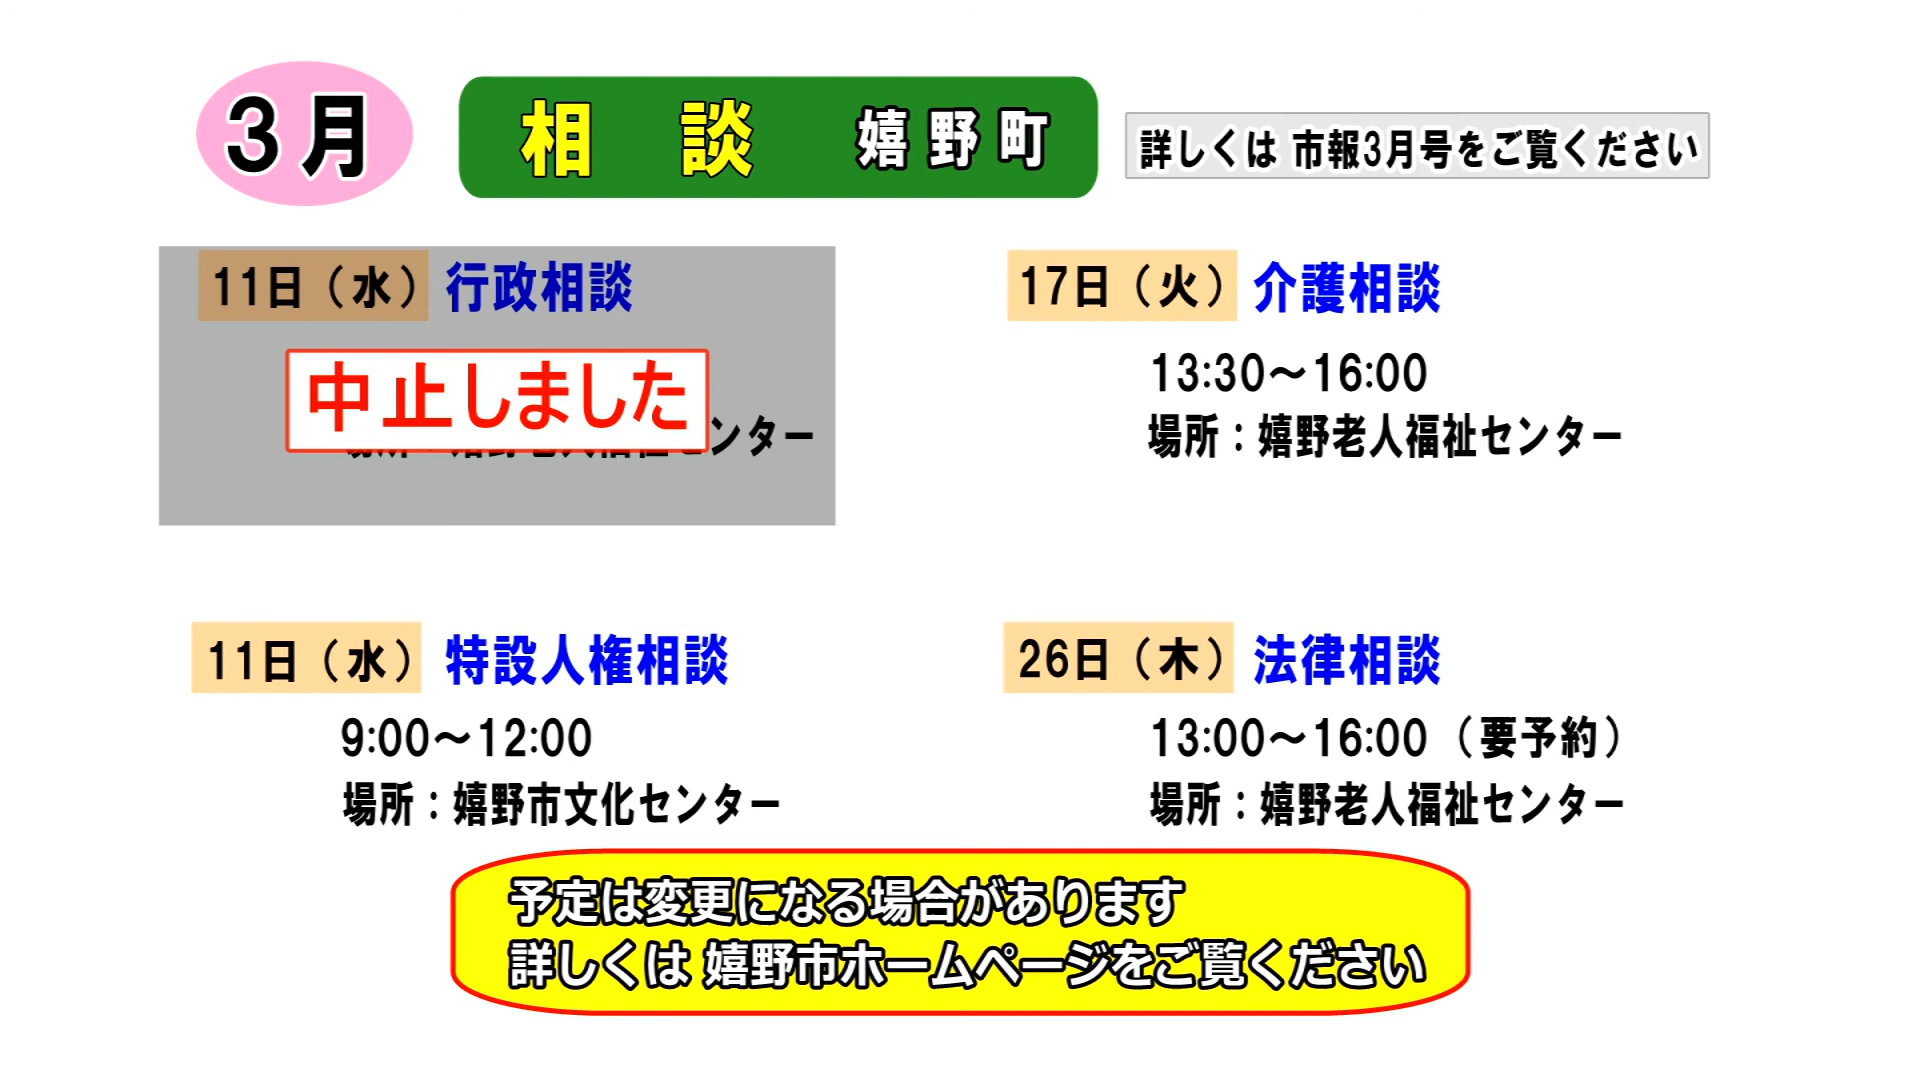 3月
相談 嬉野町
詳しくは 市報3月号をご覧ください
11日（水） 行政相談
中止しました
ンター
17日（火） 介護相談
13:30～16:00
場所：嬉野老人福祉センター
11日（水） 特設人権相談
9:00～12:00
場所：嬉野市文化センター
26日（木） 法律相談
13:00～16:00（要予約）
場所：嬉野老人福祉センター
予定は変更になる場合があります
詳しくは 嬉野市ホームページをご覧ください